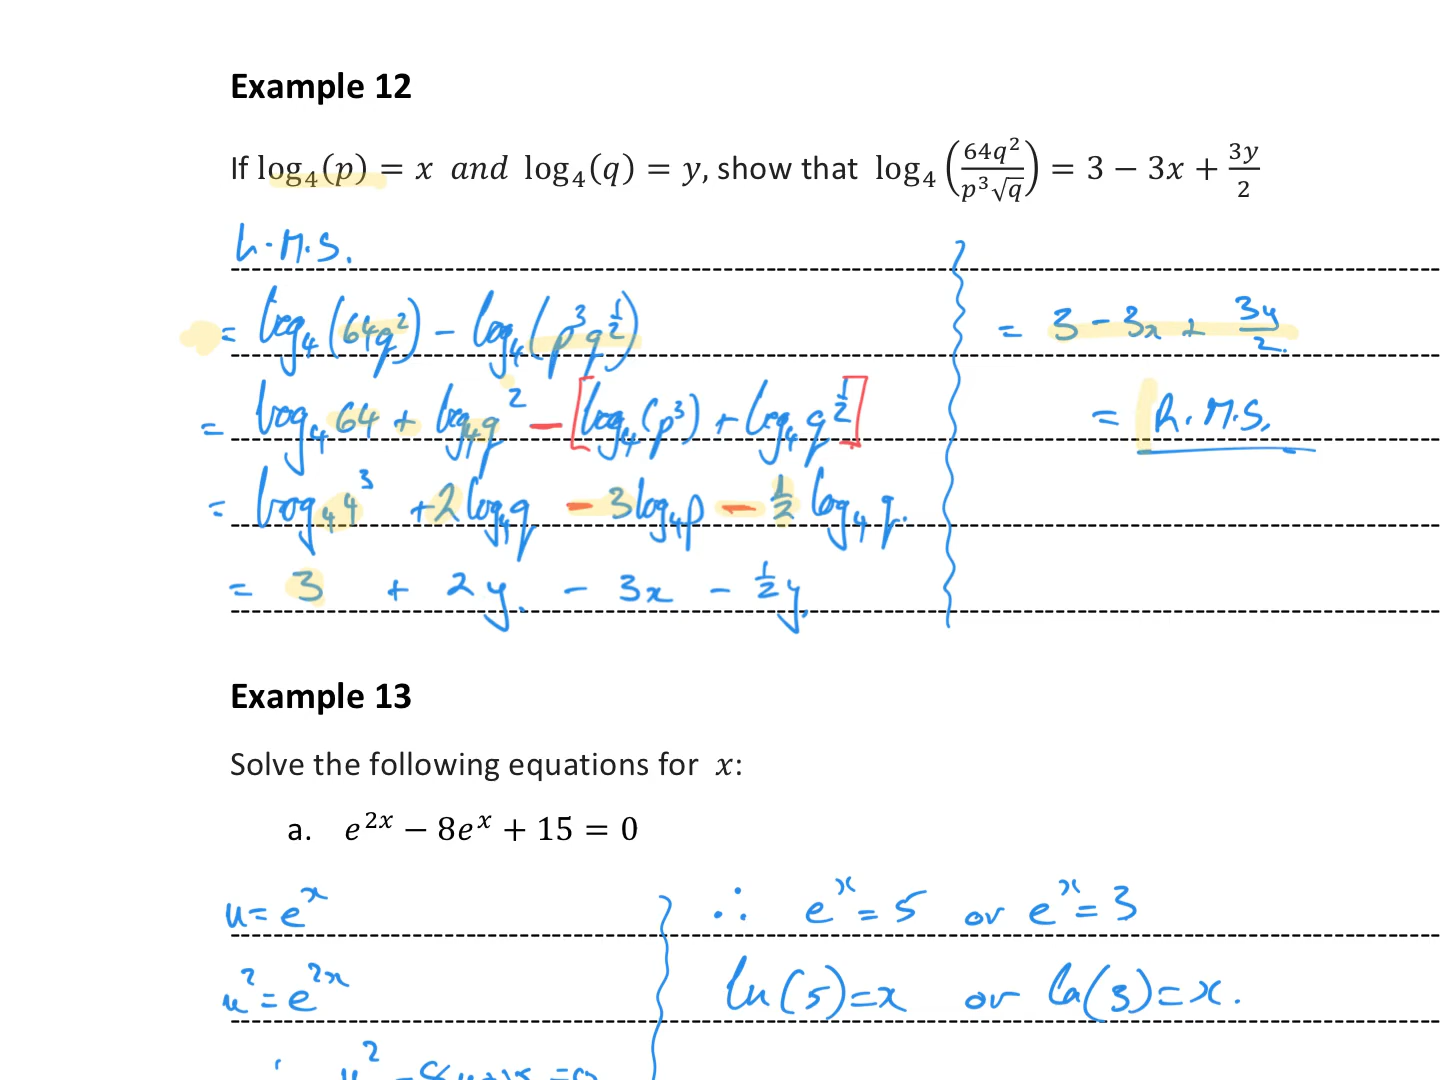 Example 12
If log₄(p) = x and log₄(q) = y, show that log₄(64q²/(p³√q)) = 3 − 3x + 3y/2
L.H.S.
= log₄(64q²) − log₄(p³q^½)
= log₄64 + log₄q² − [log₄(p³) + log₄q^½]
= log₄4³ + 2log₄q − 3log₄p − ½log₄q.
= 3 + 2y. − 3x − ½y.
= 3 − 3x + 3y/2.
= R.H.S.
Example 13
Solve the following equations for x:
a. e^(2x) − 8e^x + 15 = 0
u = e^x
u² = e^(2x)
∴ e^x = 5 or e^x = 3
ln(5) = x or ln(3) = x.